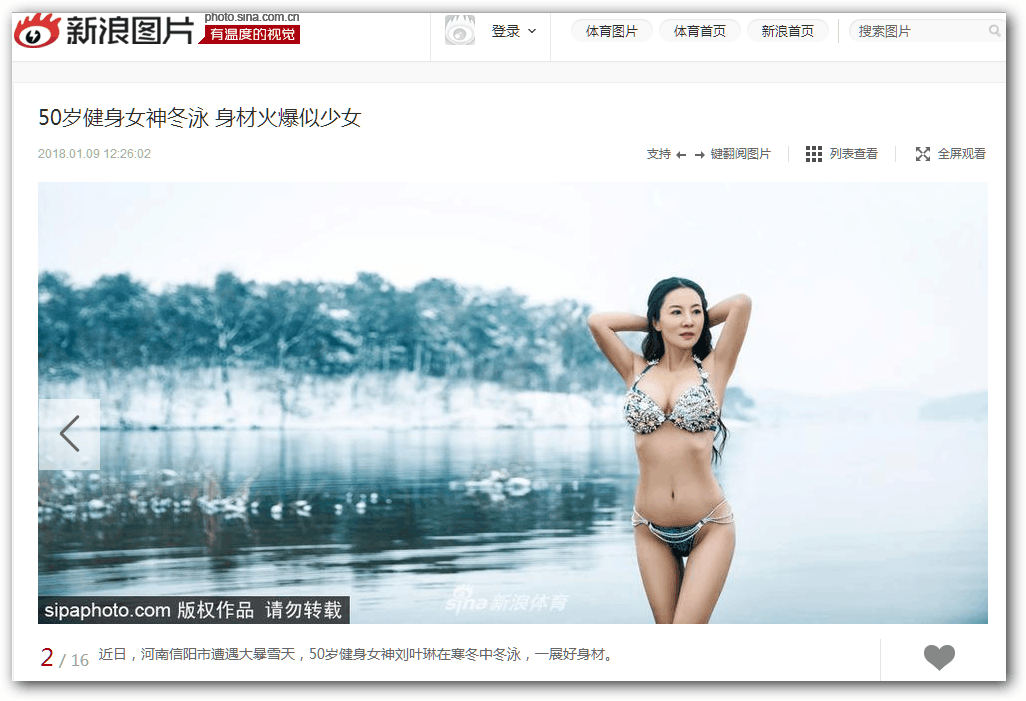 新浪图片
photo.sina.com.cn
有温度的视觉
登录
体育图片
体育首页
新浪首页
搜索图片
50岁健身女神冬泳 身材火爆似少女
2018.01.09 12:26:02
支持 ← → 键翻阅图片
列表查看
全屏观看
sipaphoto.com 版权作品 请勿转载
sina新浪体育
2 / 16
近日，河南信阳市遭遇大暴雪天，50岁健身女神刘叶琳在寒冬中冬泳，一展好身材。